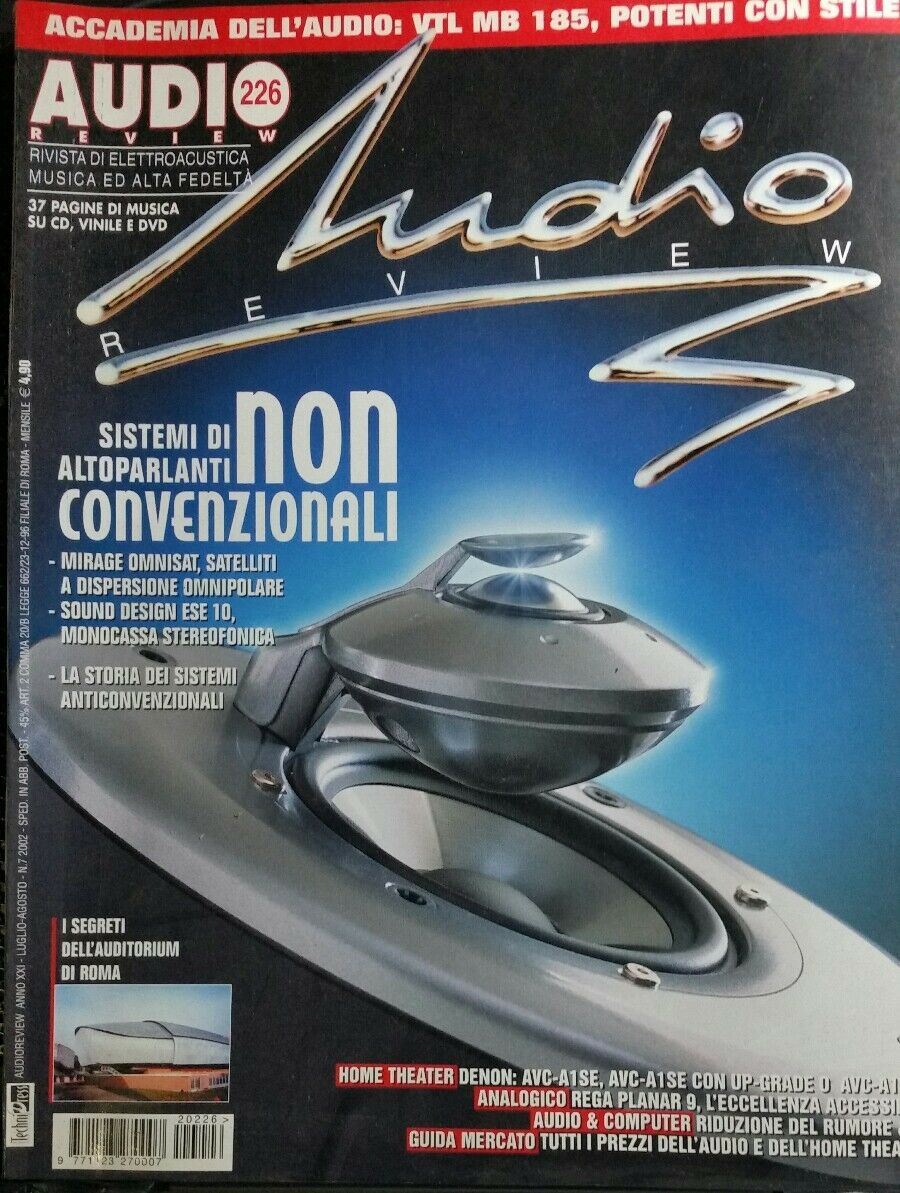 ACCADEMIA DELL'AUDIO: VTL MB 185, POTENTI CON STILE
AUDIO 226
REVIEW
RIVISTA DI ELETTROACUSTICA
MUSICA ED ALTA FEDELTÀ
37 PAGINE DI MUSICA
SU CD, VINILE E DVD
Audio
REVIEW
SISTEMI DI
ALTOPARLANTI NON
CONVENZIONALI
- MIRAGE OMNISAT, SATELLITI
A DISPERSIONE OMNIPOLARE
- SOUND DESIGN ESE 10,
MONOCASSA STEREOFONICA
- LA STORIA DEI SISTEMI
ANTICONVENZIONALI
I SEGRETI
DELL'AUDITORIUM
DI ROMA
HOME THEATER DENON: AVC-A1SE, AVC-A1SE CON UP-GRADE O AVC-A1
ANALOGICO REGA PLANAR 9, L'ECCELLENZA ACCESSI
AUDIO & COMPUTER RIDUZIONE DEL RUMORE
GUIDA MERCATO TUTTI I PREZZI DELL'AUDIO E DELL'HOME THEA
20226>
9 771123 270007
TechniPress
AUDIOREVIEW ANNO XXI - LUGLIO-AGOSTO - N.7 2002 - SPED. IN ABB. POST. - 45% ART. 2 COMMA 20/B LEGGE 662/23-12-96 FILIALE DI ROMA - MENSILE € 4,90